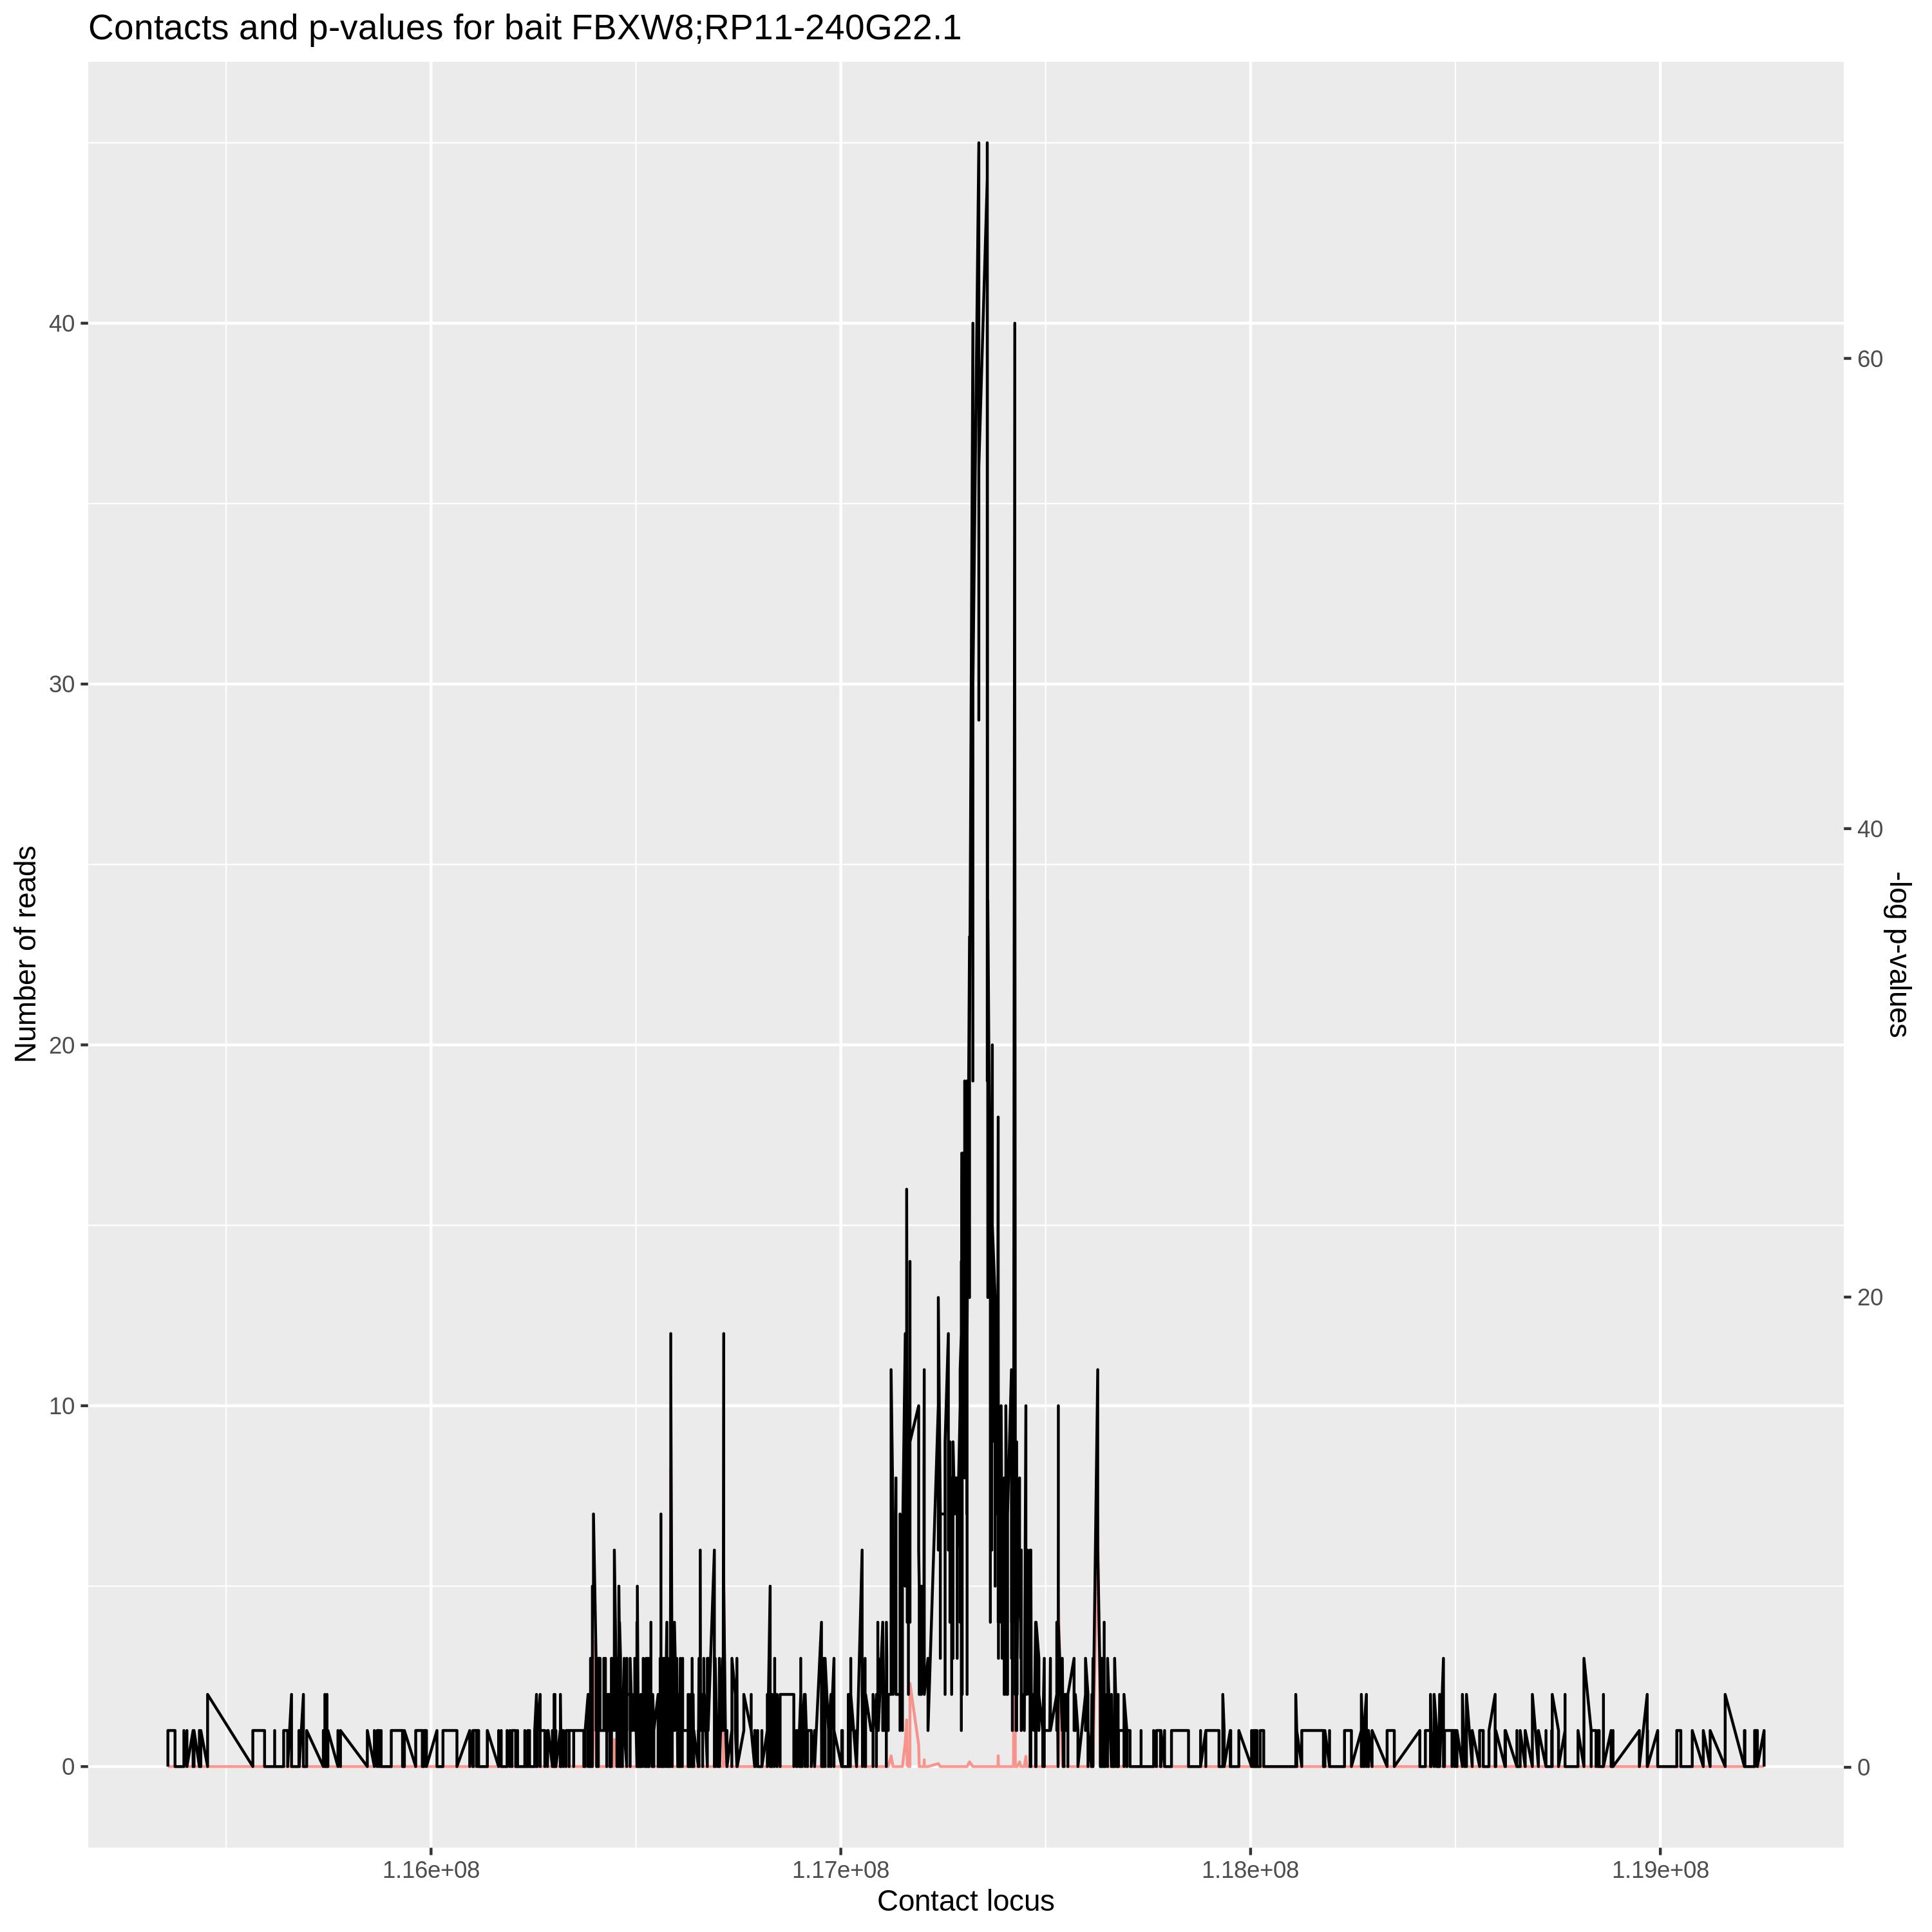 Contacts and p-values for bait FBXW8;RP11-240G22.1
40
30
20
10
0
Number of reads
60
40
20
0
-log p-values
1.16e+08
1.17e+08
1.18e+08
1.19e+08
Contact locus